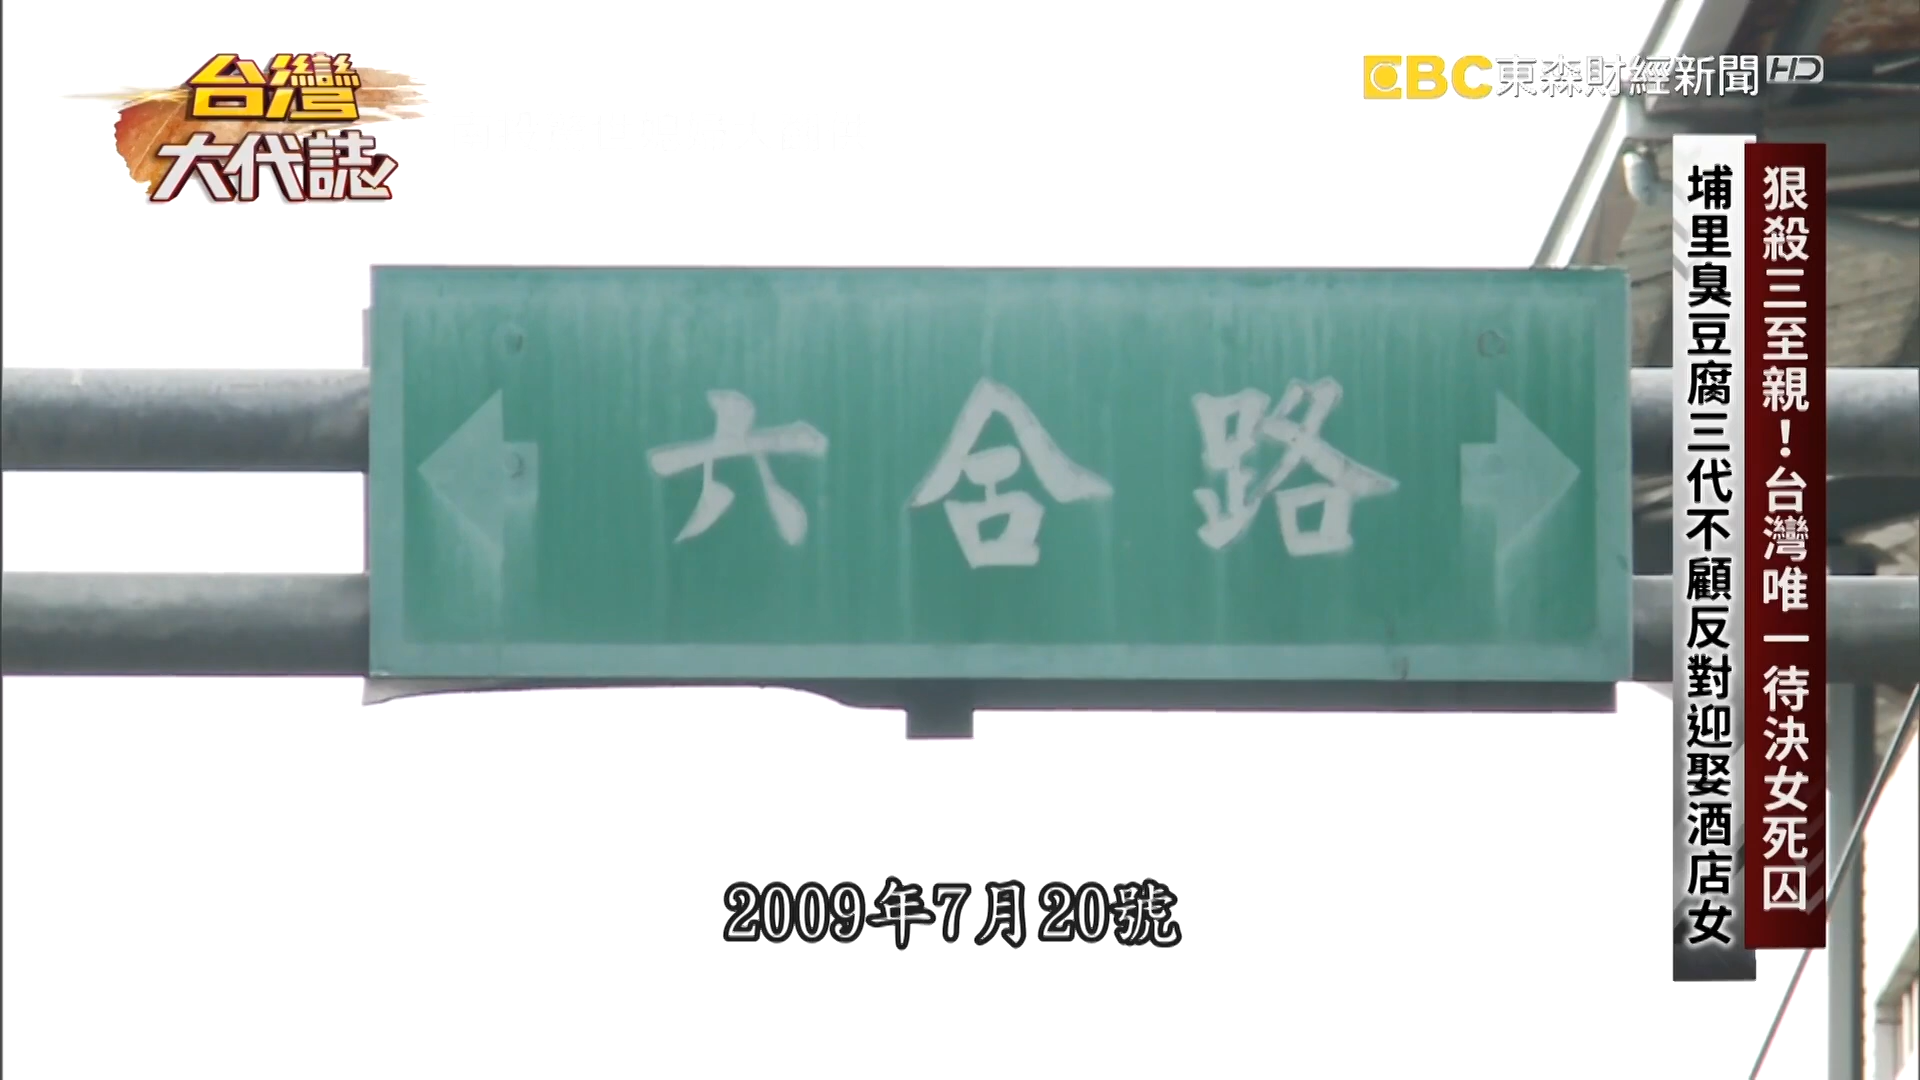 台灣
大代誌
EBC東森財經新聞HD
狠殺三至親！台灣唯一待決女死囚
埔里臭豆腐三代不顧反對迎娶酒店女
六合路
2009年7月20號